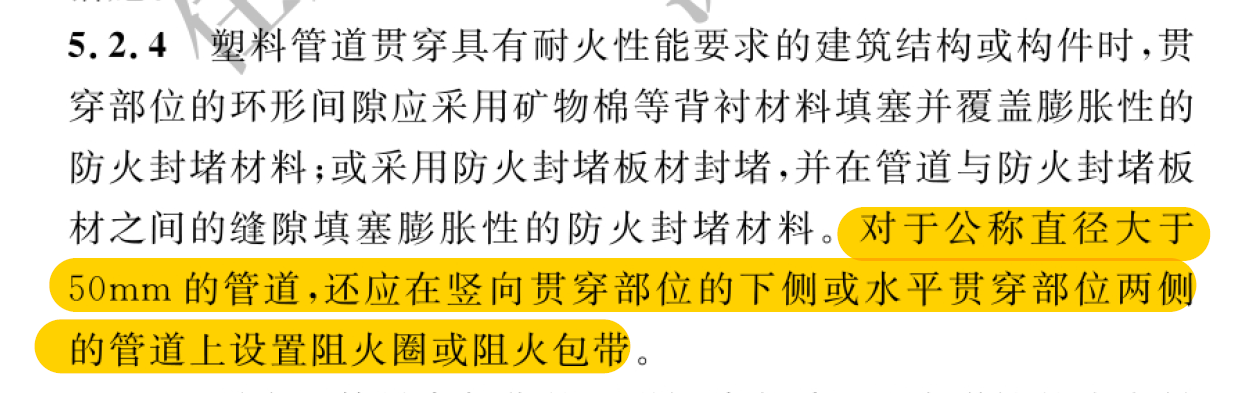 5.2.4 塑料管道贯穿具有耐火性能要求的建筑结构或构件时,贯
穿部位的环形间隙应采用矿物棉等背衬材料填塞并覆盖膨胀性的
防火封堵材料;或采用防火封堵板材封堵,并在管道与防火封堵板
材之间的缝隙填塞膨胀性的防火封堵材料。对于公称直径大于
50mm 的管道,还应在竖向贯穿部位的下侧或水平贯穿部位两侧
的管道上设置阻火圈或阻火包带。